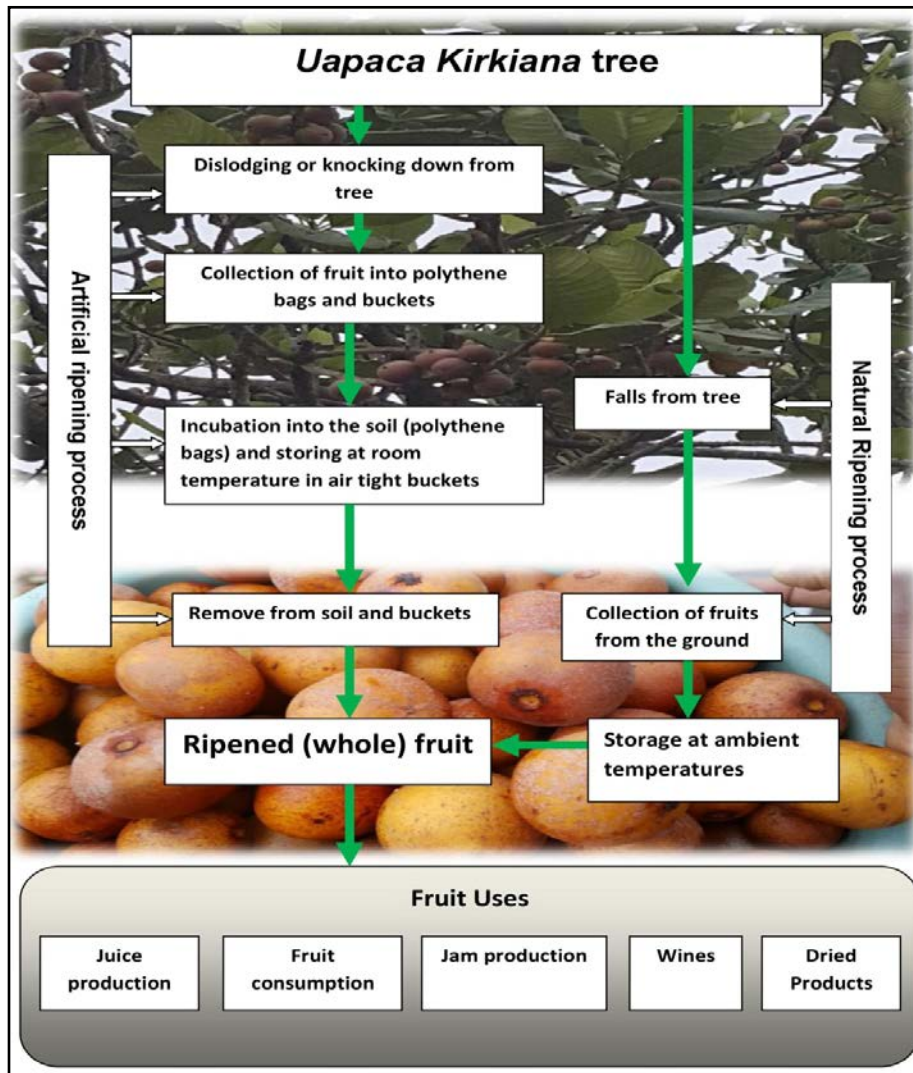 Uapaca Kirkiana tree
Dislodging or knocking down from
tree
Collection of fruit into polythene
bags and buckets
Incubation into the soil (polythene
bags) and storing at room
temperature in air tight buckets
Remove from soil and buckets
Artificial ripening process
Falls from tree
Collection of fruits
from the ground
Natural Ripening process
Storage at ambient
temperatures
Ripened (whole) fruit
Fruit Uses
Juice
production
Fruit
consumption
Jam production
Wines
Dried
Products